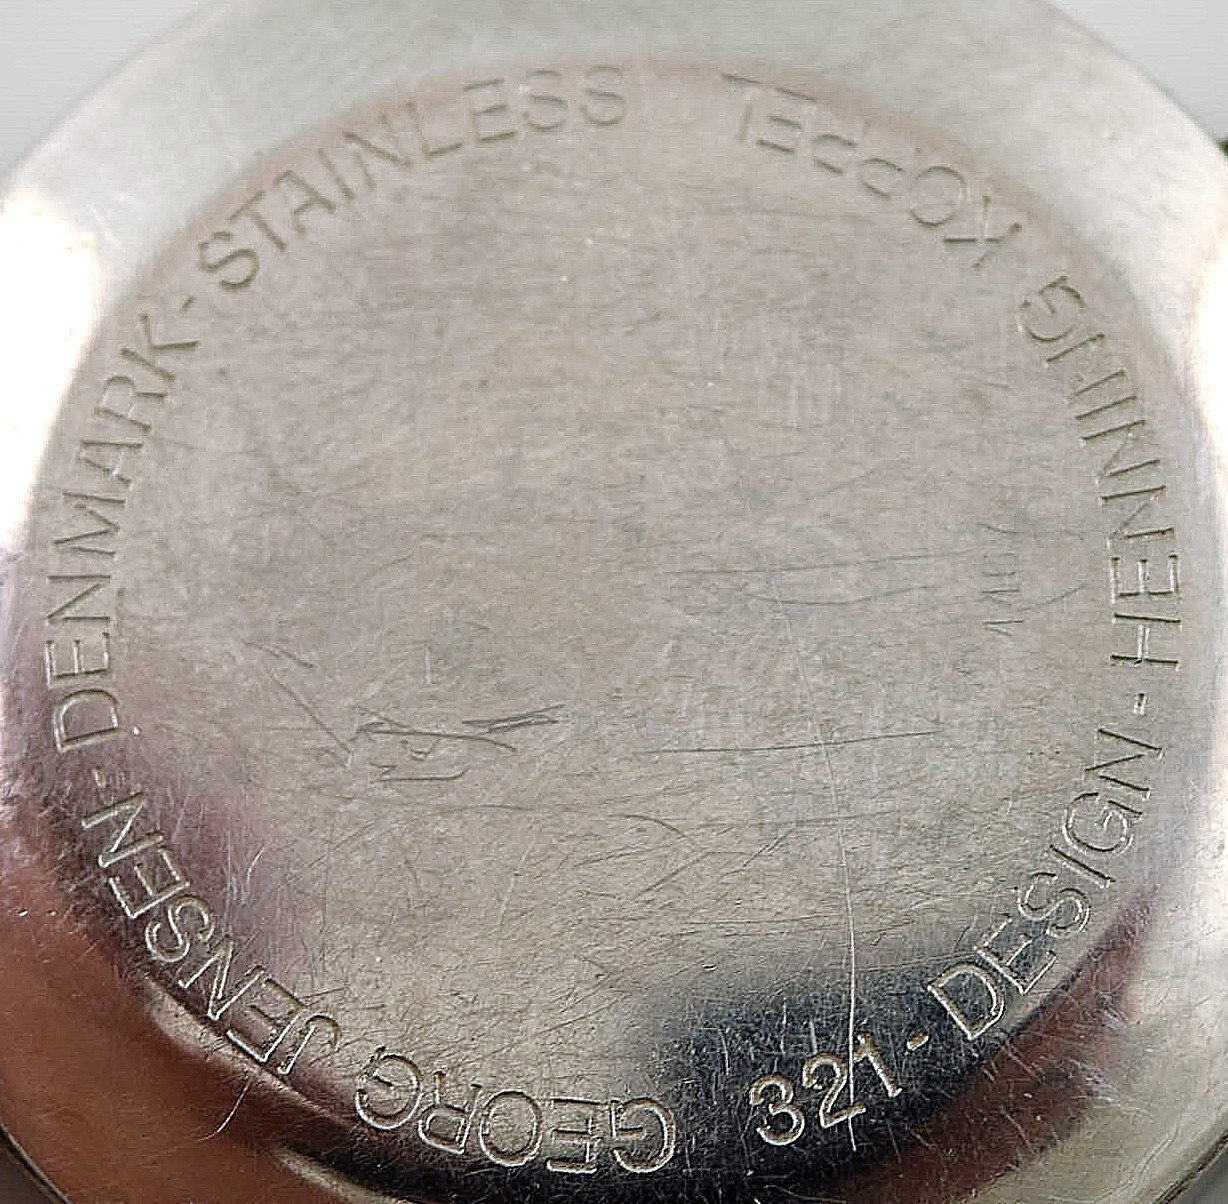 GEORG JENSEN - DENMARK - STAINLESS
321 - DESIGN - HENNING KOPPEL